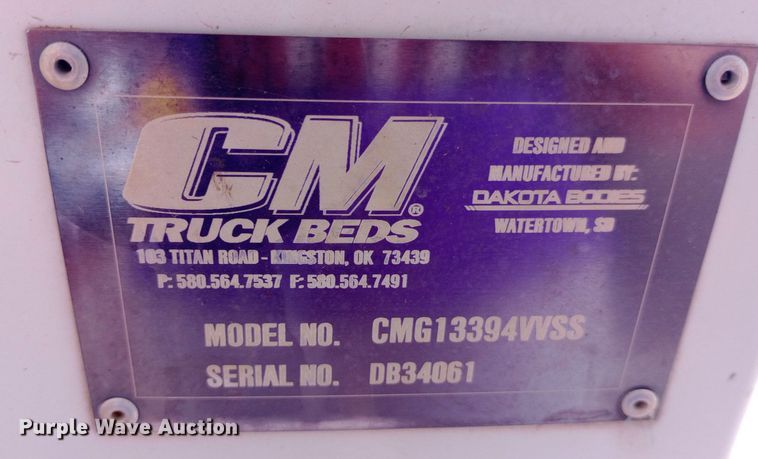 CM®
TRUCK BEDS
103 TITAN ROAD - KINGSTON, OK 73439
P: 580.564.7537 F: 580.564.7491
DESIGNED AND
MANUFACTURED BY:
DAKOTA BODIES
WATERTOWN, SD
MODEL NO. CMG13394VVSS
SERIAL NO. DB34061
Purple Wave Auction